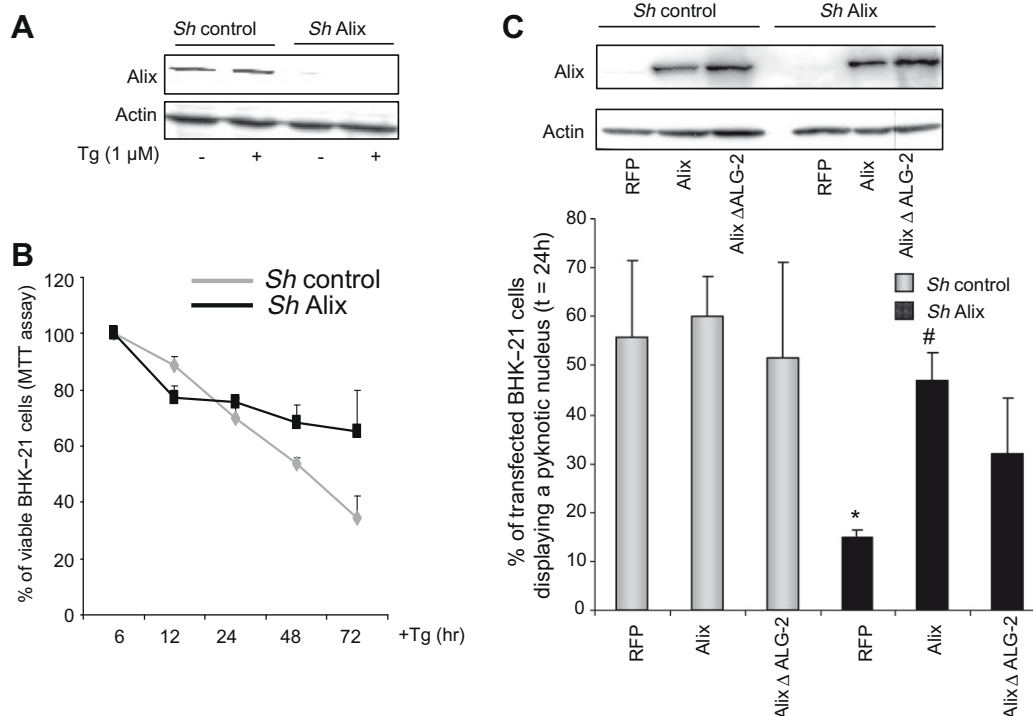 A
Sh control Sh Alix
Alix
Actin
Tg (1 µM) - + - +
B
% of viable BHK–21 cells (MTT assay)
120
100
80
60
40
20
0
Sh control
Sh Alix
6 12 24 48 72 +Tg (hr)
C
Sh control Sh Alix
Alix
Actin
RFP Alix Alix Δ ALG-2 RFP Alix Alix Δ ALG-2
% of transfected BHK–21 cells
displaying a pyknotic nucleus (t = 24h)
80
70
60
50
40
30
20
10
0
Sh control
Sh Alix
*
#
RFP Alix Alix Δ ALG-2 RFP Alix Alix Δ ALG-2